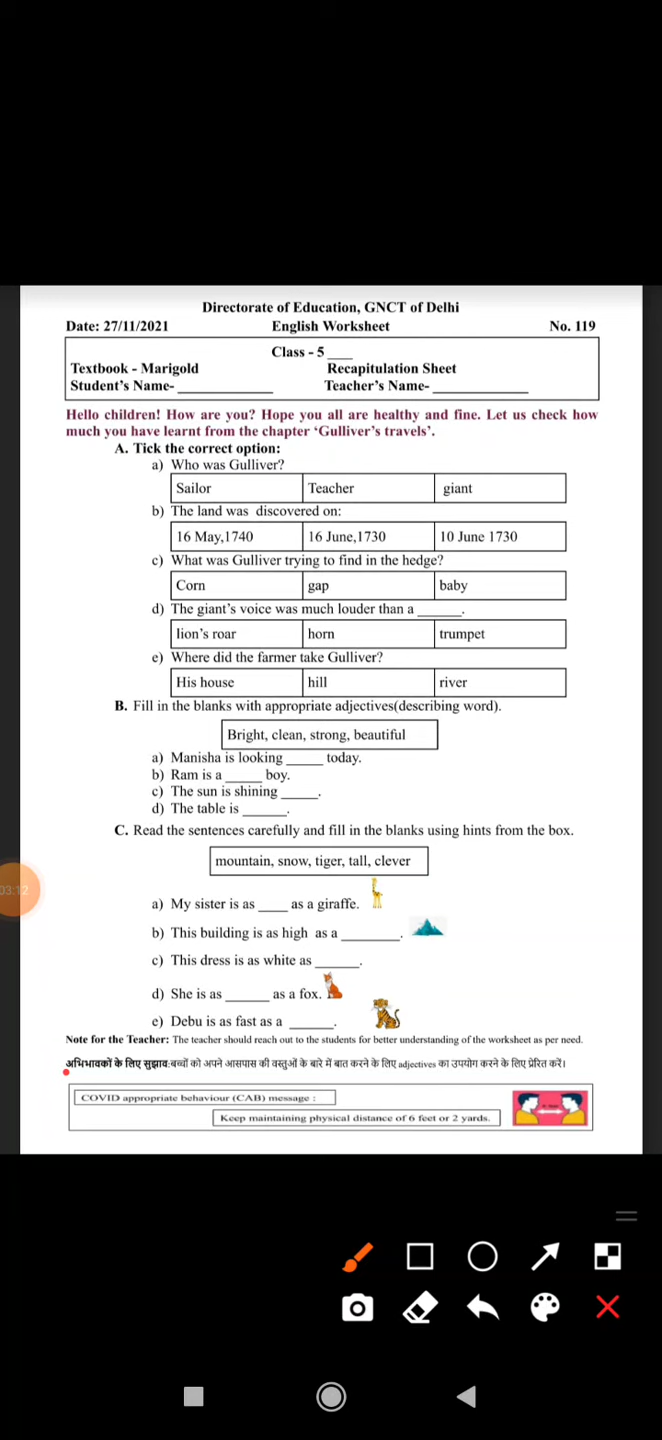 Directorate of Education, GNCT of Delhi
Date: 27/11/2021 English Worksheet No. 119
Class - 5 ____
Textbook - Marigold Recapitulation Sheet
Student's Name- ______________ Teacher's Name- ______________
Hello children! How are you? Hope you all are healthy and fine. Let us check how
much you have learnt from the chapter ‘Gulliver's travels’.
A. Tick the correct option:
a) Who was Gulliver?
Sailor Teacher giant
b) The land was discovered on:
16 May,1740 16 June,1730 10 June 1730
c) What was Gulliver trying to find in the hedge?
Corn gap baby
d) The giant's voice was much louder than a ______.
lion's roar horn trumpet
e) Where did the farmer take Gulliver?
His house hill river
B. Fill in the blanks with appropriate adjectives(describing word).
Bright, clean, strong, beautiful
a) Manisha is looking _____ today.
b) Ram is a _____ boy.
c) The sun is shining _____.
d) The table is ______.
C. Read the sentences carefully and fill in the blanks using hints from the box.
mountain, snow, tiger, tall, clever
a) My sister is as ____ as a giraffe.
b) This building is as high as a ________.
c) This dress is as white as ______.
d) She is as ______ as a fox.
e) Debu is as fast as a ______.
03:12
Note for the Teacher: The teacher should reach out to the students for better understanding of the worksheet as per need.
अभिभावकों के लिए सुझाव:बच्चों को अपने आसपास की वस्तुओं के बारे में बात करने के लिए adjectives का उपयोग करने के लिए प्रेरित करें।
COVID appropriate behaviour (CAB) message :
Keep maintaining physical distance of 6 feet or 2 yards.